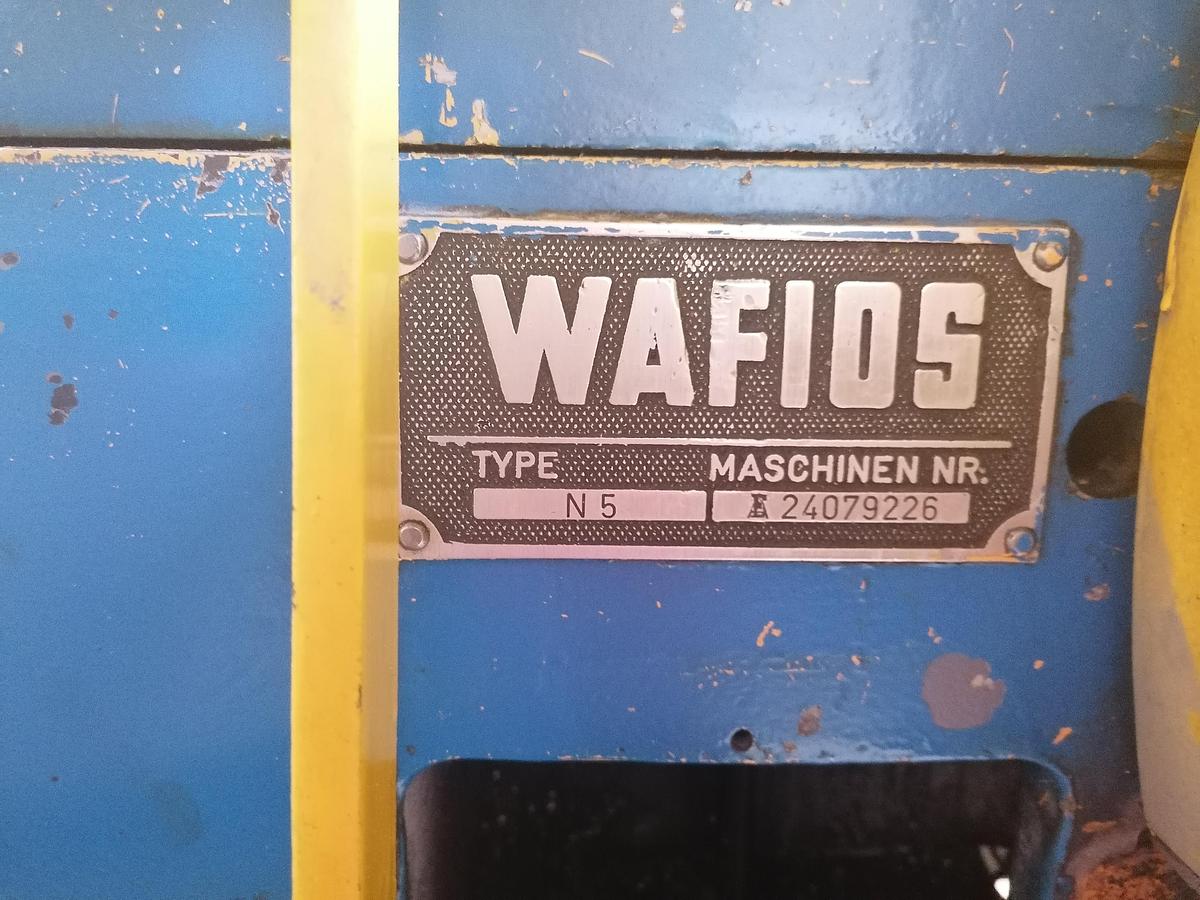 WAFIOS
TYPE MASCHINEN NR.
N 5 24079226